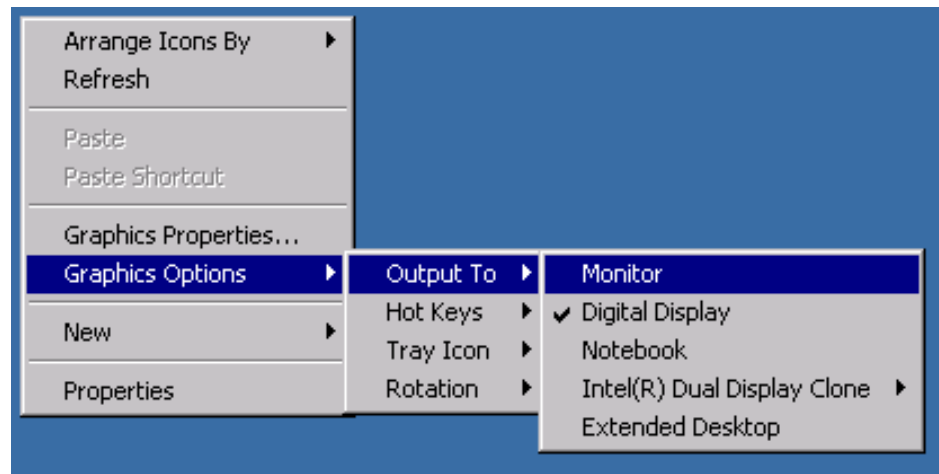 Arrange Icons By
Refresh
Paste
Paste Shortcut
Graphics Properties...
Graphics Options
New
Properties
Output To
Hot Keys
Tray Icon
Rotation
Monitor
Digital Display
Notebook
Intel(R) Dual Display Clone
Extended Desktop